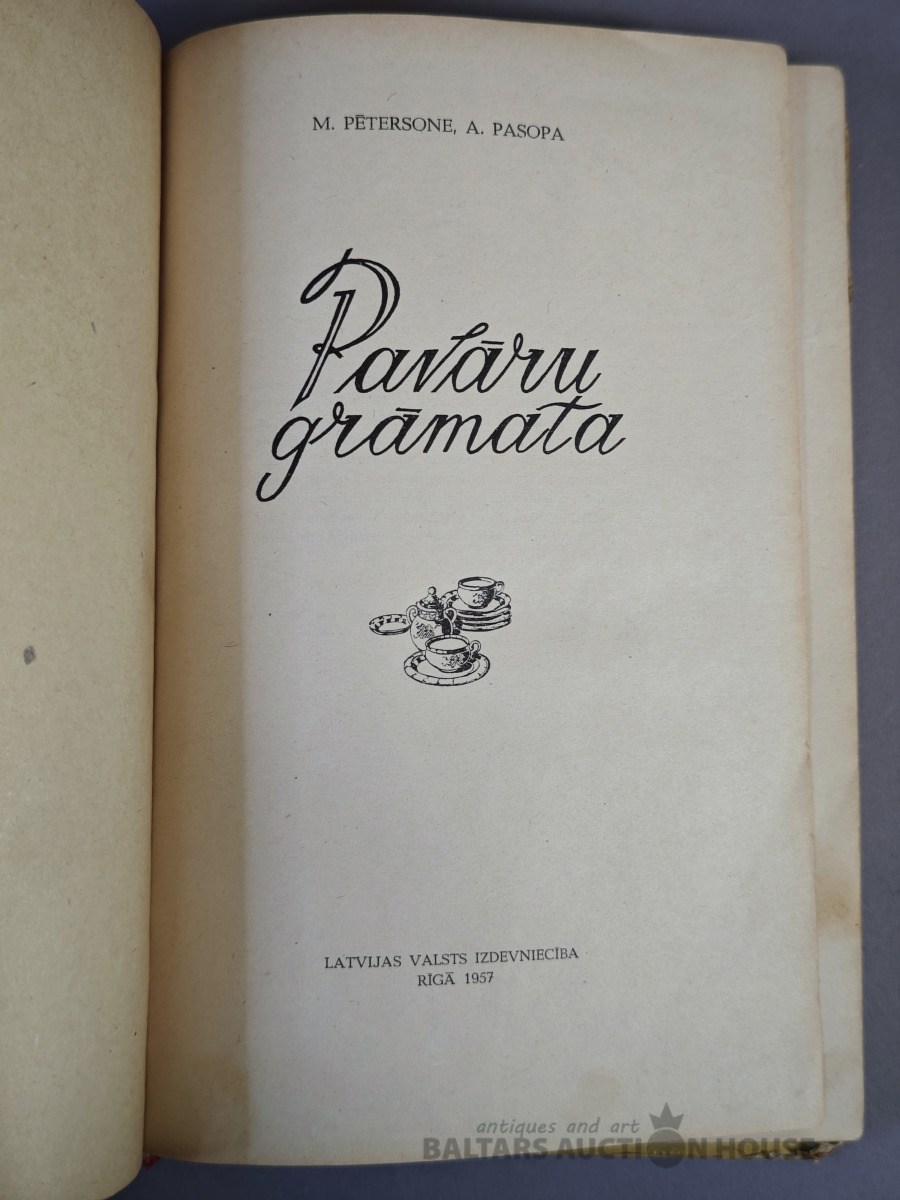 M. PĒTERSONE, A. PASOPA
Pavāru
grāmata
LATVIJAS VALSTS IZDEVNIECĪBA
RĪGĀ 1957
antiques and art
BALTARS AUCTION HOUSE